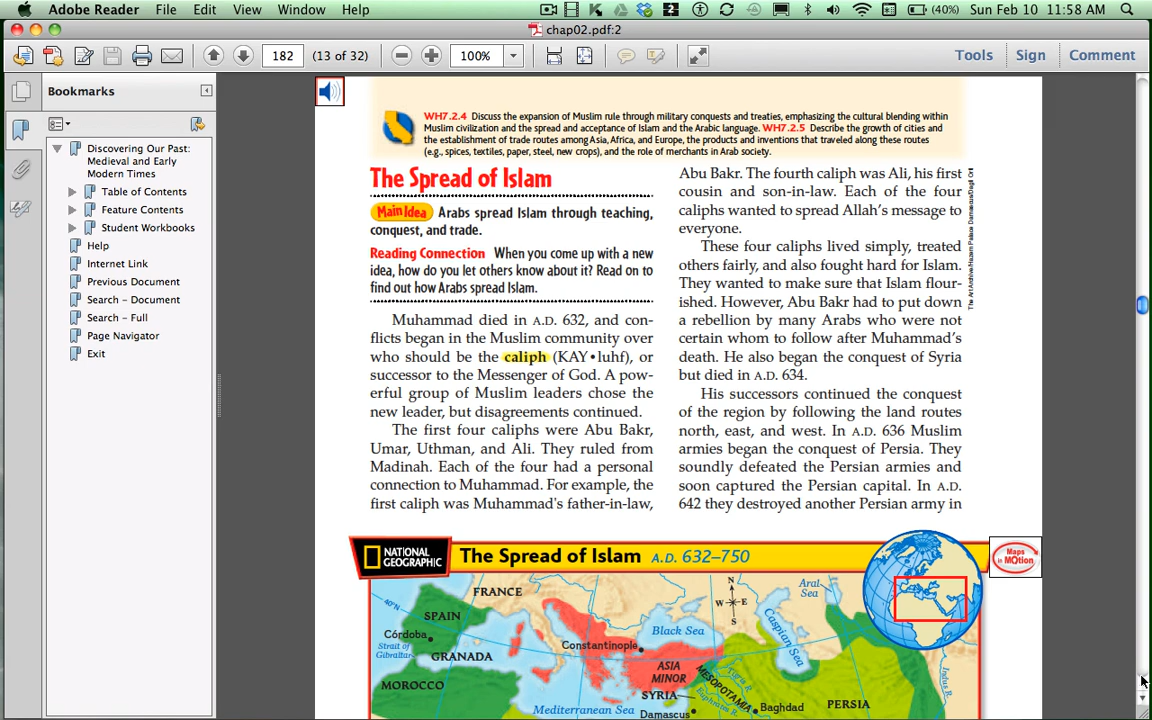 Adobe Reader File Edit View Window Help (40%) Sun Feb 10 11:58 AM
chap02.pdf:2
182 (13 of 32) 100% Tools Sign Comment
Bookmarks
Discovering Our Past:
Medieval and Early
Modern Times
Table of Contents
Feature Contents
Student Workbooks
Help
Internet Link
Previous Document
Search – Document
Search – Full
Page Navigator
Exit
WH7.2.4 Discuss the expansion of Muslim rule through military conquests and treaties, emphasizing the cultural blending within
Muslim civilization and the spread and acceptance of Islam and the Arabic language. WH7.2.5 Describe the growth of cities and
the establishment of trade routes among Asia, Africa, and Europe, the products and inventions that traveled along these routes
(e.g., spices, textiles, paper, steel, new crops), and the role of merchants in Arab society.
The Spread of Islam
Main Idea Arabs spread Islam through teaching,
conquest, and trade.
Reading Connection When you come up with a new
idea, how do you let others know about it? Read on to
find out how Arabs spread Islam.
Muhammad died in A.D. 632, and con-
flicts began in the Muslim community over
who should be the caliph (KAY•luhf), or
successor to the Messenger of God. A pow-
erful group of Muslim leaders chose the
new leader, but disagreements continued.
The first four caliphs were Abu Bakr,
Umar, Uthman, and Ali. They ruled from
Madinah. Each of the four had a personal
connection to Muhammad. For example, the
first caliph was Muhammad's father-in-law,
Abu Bakr. The fourth caliph was Ali, his first
cousin and son-in-law. Each of the four
caliphs wanted to spread Allah's message to
everyone.
These four caliphs lived simply, treated
others fairly, and also fought hard for Islam.
They wanted to make sure that Islam flour-
ished. However, Abu Bakr had to put down
a rebellion by many Arabs who were not
certain whom to follow after Muhammad's
death. He also began the conquest of Syria
but died in A.D. 634.
His successors continued the conquest
of the region by following the land routes
north, east, and west. In A.D. 636 Muslim
armies began the conquest of Persia. They
soundly defeated the Persian armies and
soon captured the Persian capital. In A.D.
642 they destroyed another Persian army in
The Art Archive/Hazem Palace Damascus/Dagli Orti
NATIONAL
GEOGRAPHIC
The Spread of Islam A.D. 632–750
Maps
in MOtion
FRANCE
N
W E
S
Aral
Sea
40°N
SPAIN
Córdoba
Strait of
Gibraltar
GRANADA
MOROCCO
Constantinople
Black Sea
Caspian
Sea
ASIA
MINOR
SYRIA
MESOPOTAMIA
Tigris R.
Euphrates R.
Baghdad
PERSIA
Indus R.
Mediterranean Sea
Damascus